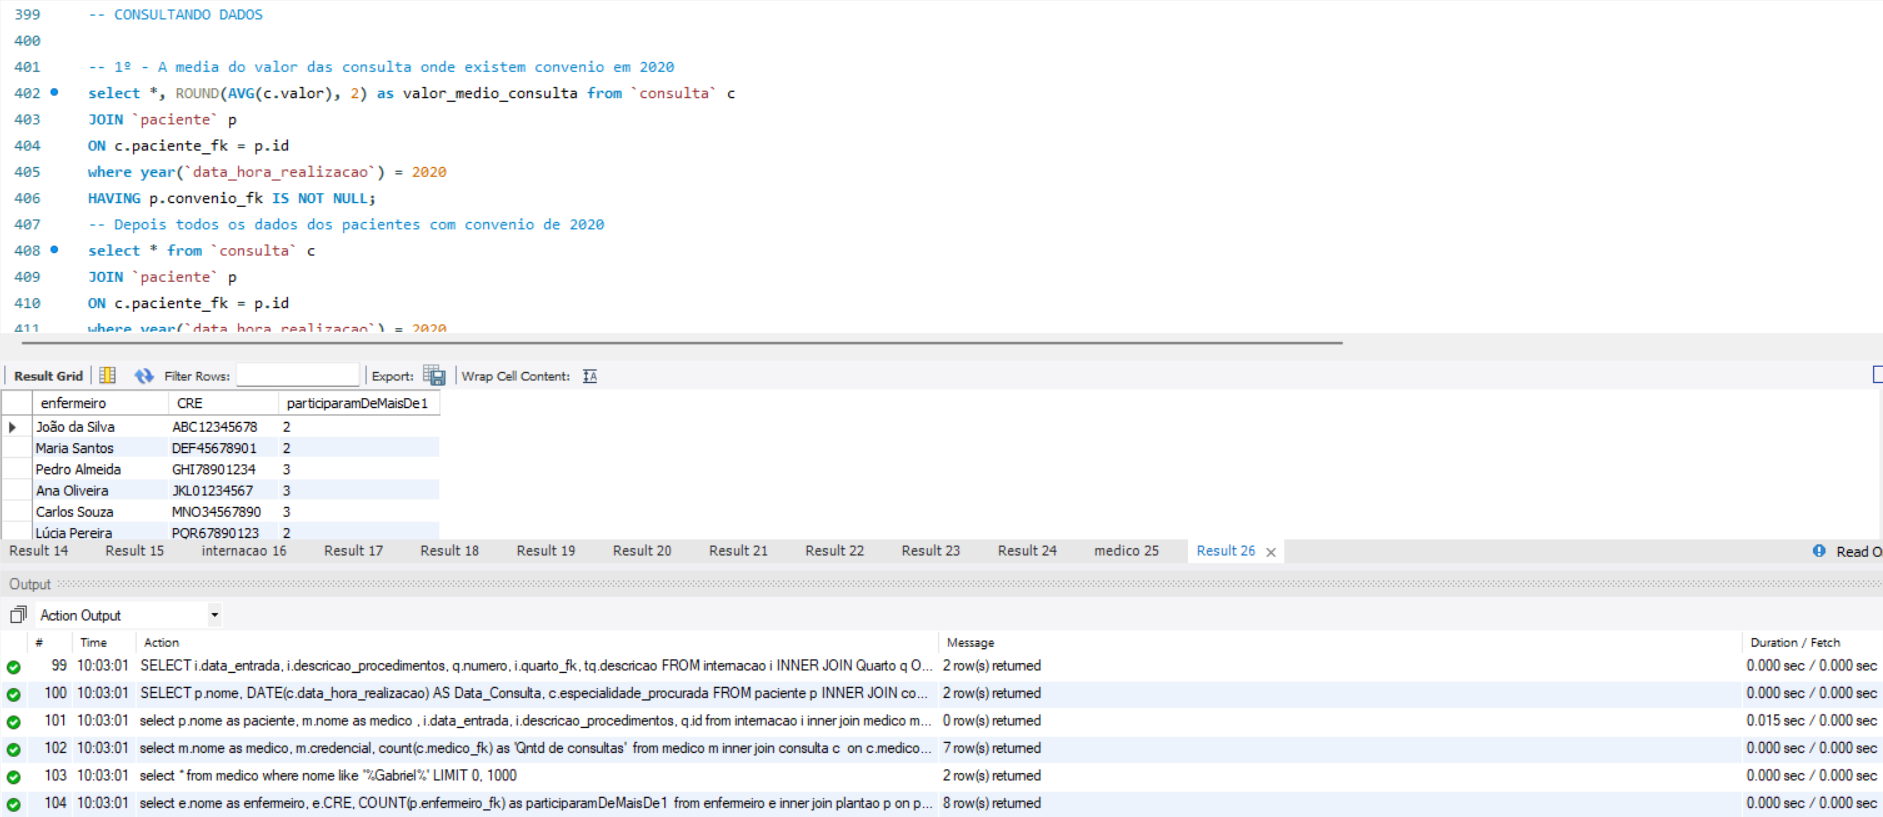 399 -- CONSULTANDO DADOS
400
401 -- 1º - A media do valor das consulta onde existem convenio em 2020
402 select *, ROUND(AVG(c.valor), 2) as valor_medio_consulta from `consulta` c
403 JOIN `paciente` p
404 ON c.paciente_fk = p.id
405 where year(`data_hora_realizacao`) = 2020
406 HAVING p.convenio_fk IS NOT NULL;
407 -- Depois todos os dados dos pacientes com convenio de 2020
408 select * from `consulta` c
409 JOIN `paciente` p
410 ON c.paciente_fk = p.id
411 where year(`data_hora_realizacao`) = 2020
Result Grid Filter Rows: Export: Wrap Cell Content:
enfermeiro CRE participaramDeMaisDe1
João da Silva ABC12345678 2
Maria Santos DEF45678901 2
Pedro Almeida GHI78901234 3
Ana Oliveira JKL01234567 3
Carlos Souza MNO34567890 3
Lúcia Pereira PQR67890123 2
Result 14 Result 15 internacao 16 Result 17 Result 18 Result 19 Result 20 Result 21 Result 22 Result 23 Result 24 medico 25 Result 26 Read O
Output
Action Output
# Time Action Message Duration / Fetch
99 10:03:01 SELECT i.data_entrada, i.descricao_procedimentos, q.numero, i.quarto_fk, tq.descricao FROM internacao i INNER JOIN Quarto q O... 2 row(s) returned 0.000 sec / 0.000 sec
100 10:03:01 SELECT p.nome, DATE(c.data_hora_realizacao) AS Data_Consulta, c.especialidade_procurada FROM paciente p INNER JOIN co... 2 row(s) returned 0.000 sec / 0.000 sec
101 10:03:01 select p.nome as paciente, m.nome as medico , i.data_entrada, i.descricao_procedimentos, q.id from internacao i inner join medico m... 0 row(s) returned 0.015 sec / 0.000 sec
102 10:03:01 select m.nome as medico, m.credencial, count(c.medico_fk) as 'Qntd de consultas' from medico m inner join consulta c on c.medico... 7 row(s) returned 0.000 sec / 0.000 sec
103 10:03:01 select * from medico where nome like '%Gabriel%' LIMIT 0, 1000 2 row(s) returned 0.000 sec / 0.000 sec
104 10:03:01 select e.nome as enfermeiro, e.CRE, COUNT(p.enfermeiro_fk) as participaramDeMaisDe1 from enfermeiro e inner join plantao p on p... 8 row(s) returned 0.000 sec / 0.000 sec